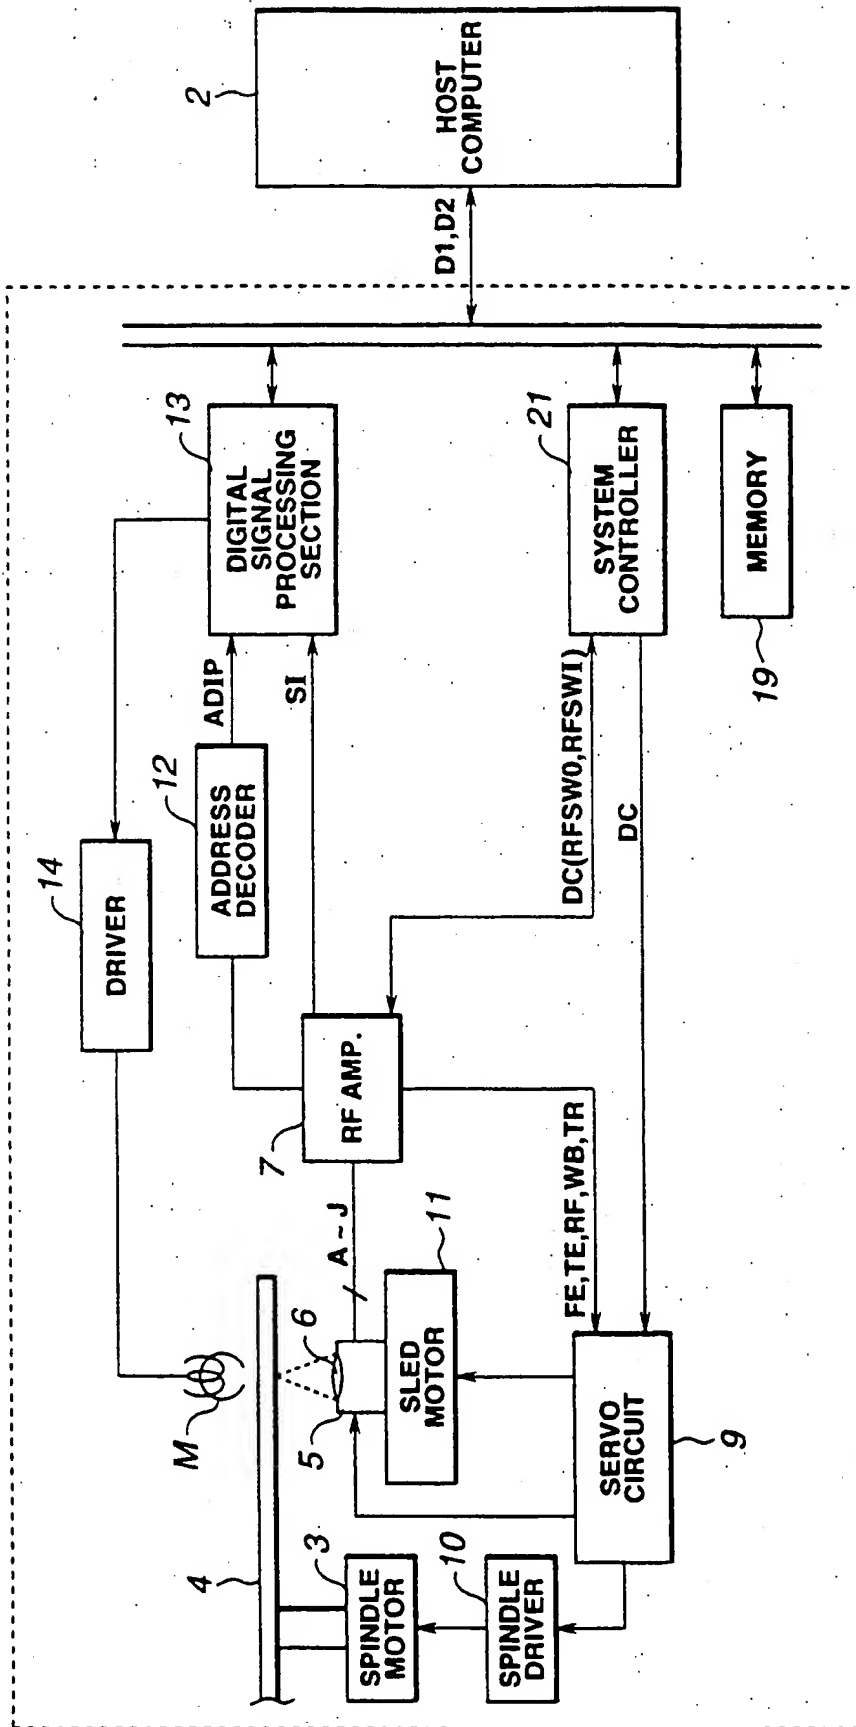 2
HOST
COMPUTER
D1,D2
13
DIGITAL
SIGNAL
PROCESSING
SECTION
21
SYSTEM
CONTROLLER
MEMORY
19
ADIP
SI
12
ADDRESS
DECODER
14
DRIVER
DC(RFSW0,RFSWI)
DC
7
RF AMP.
A ~ J
FE,TE,RF,WB,TR
M
6
5
11
SLED
MOTOR
SERVO
CIRCUIT
9
4
3
SPINDLE
MOTOR
10
SPINDLE
DRIVER